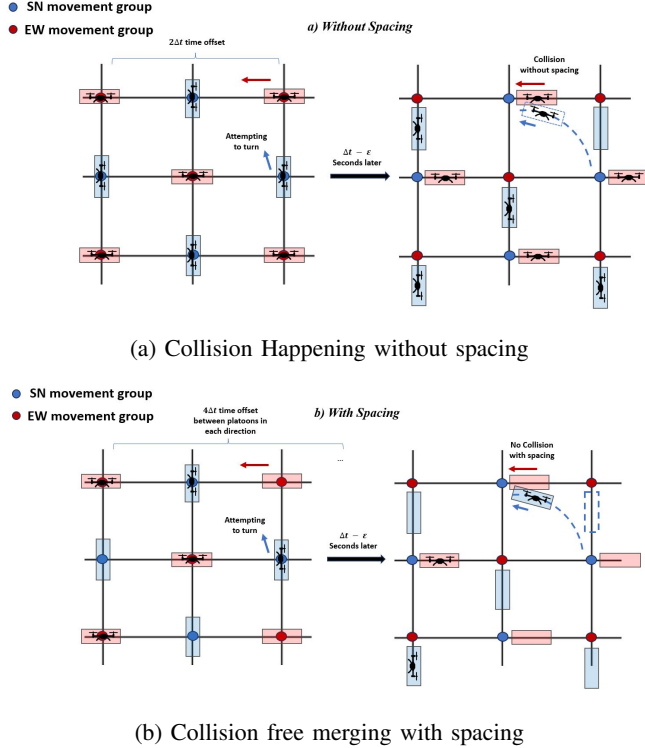 SN movement group
EW movement group
a) Without Spacing
2Δt time offset
Attempting
to turn
Δt − ε
Seconds later
Collision
without spacing
(a) Collision Happening without spacing
SN movement group
EW movement group
b) With Spacing
4Δt time offset
between platoons in
each direction
...
Attempting
to turn
Δt − ε
Seconds later
No Collision
with spacing
(b) Collision free merging with spacing